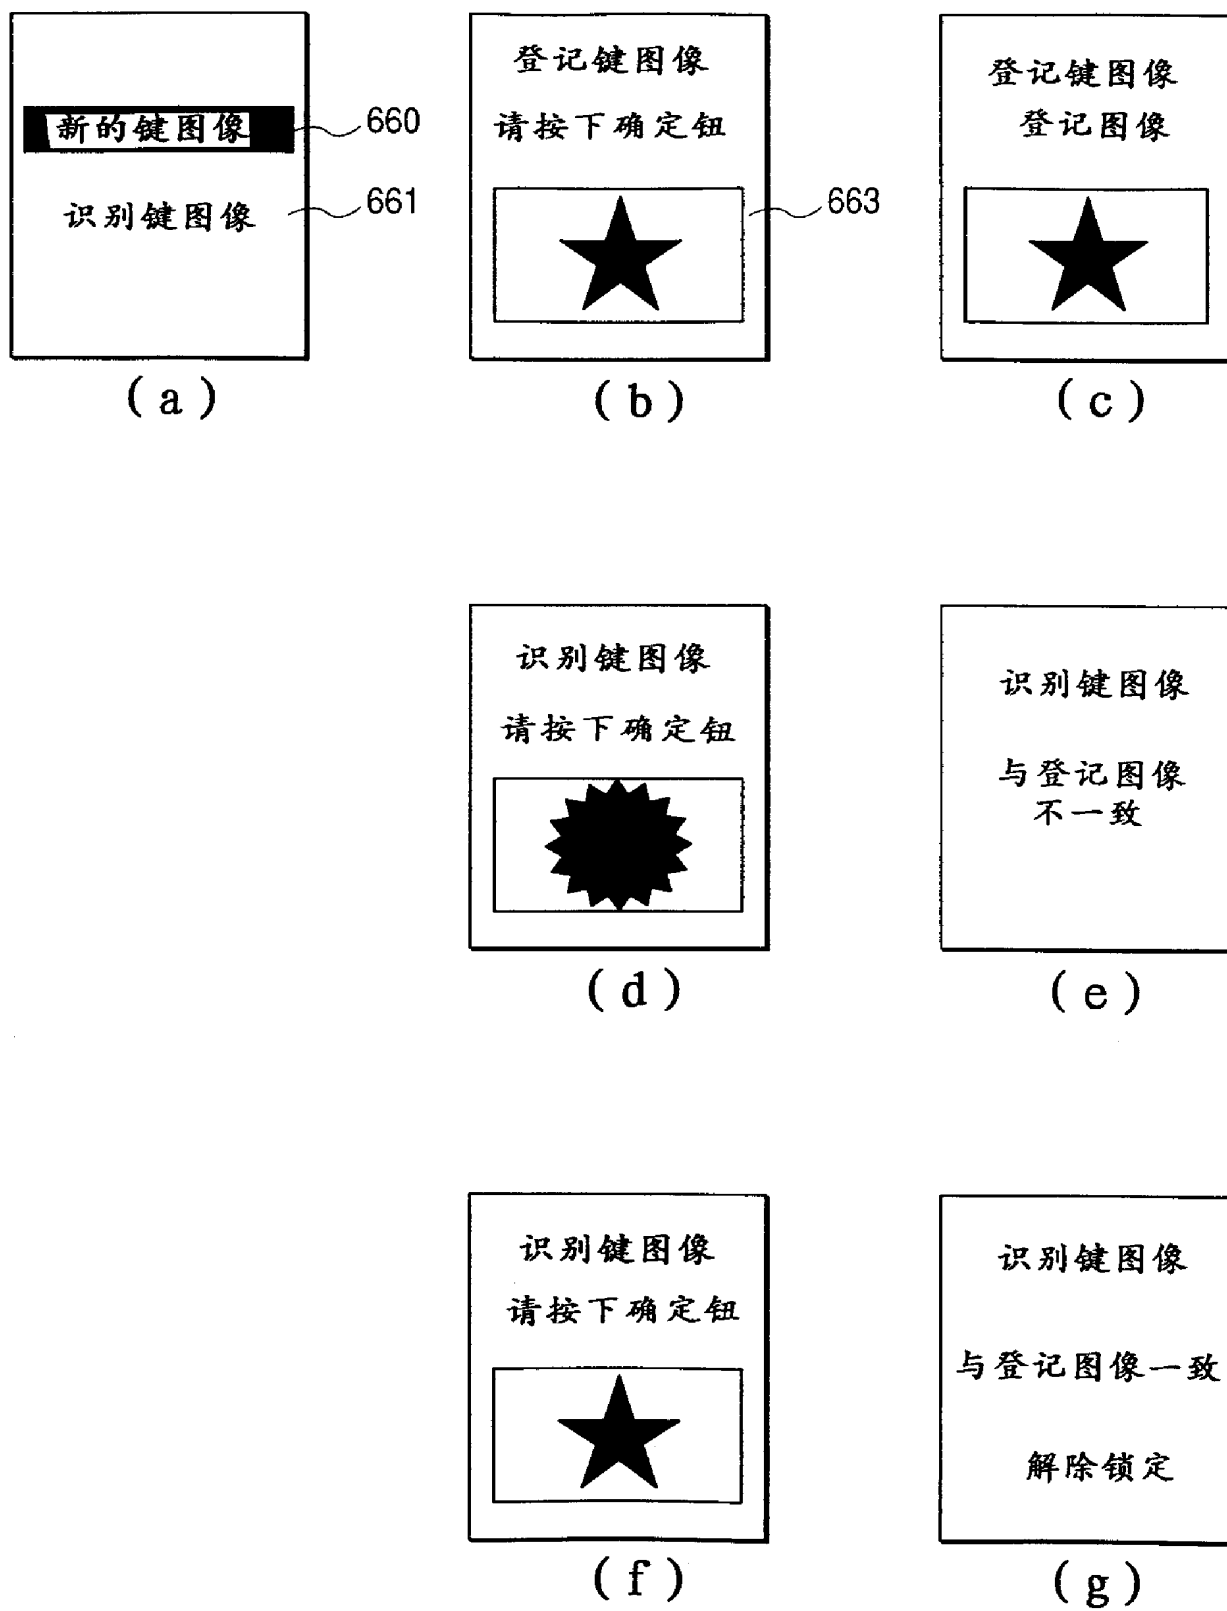 新的键图像
660
识别键图像
661
(a)
登记键图像
请按下确定钮
663
(b)
登记键图像
登记图像
(c)
识别键图像
请按下确定钮
(d)
识别键图像
与登记图像
不一致
(e)
识别键图像
请按下确定钮
(f)
识别键图像
与登记图像一致
解除锁定
(g)